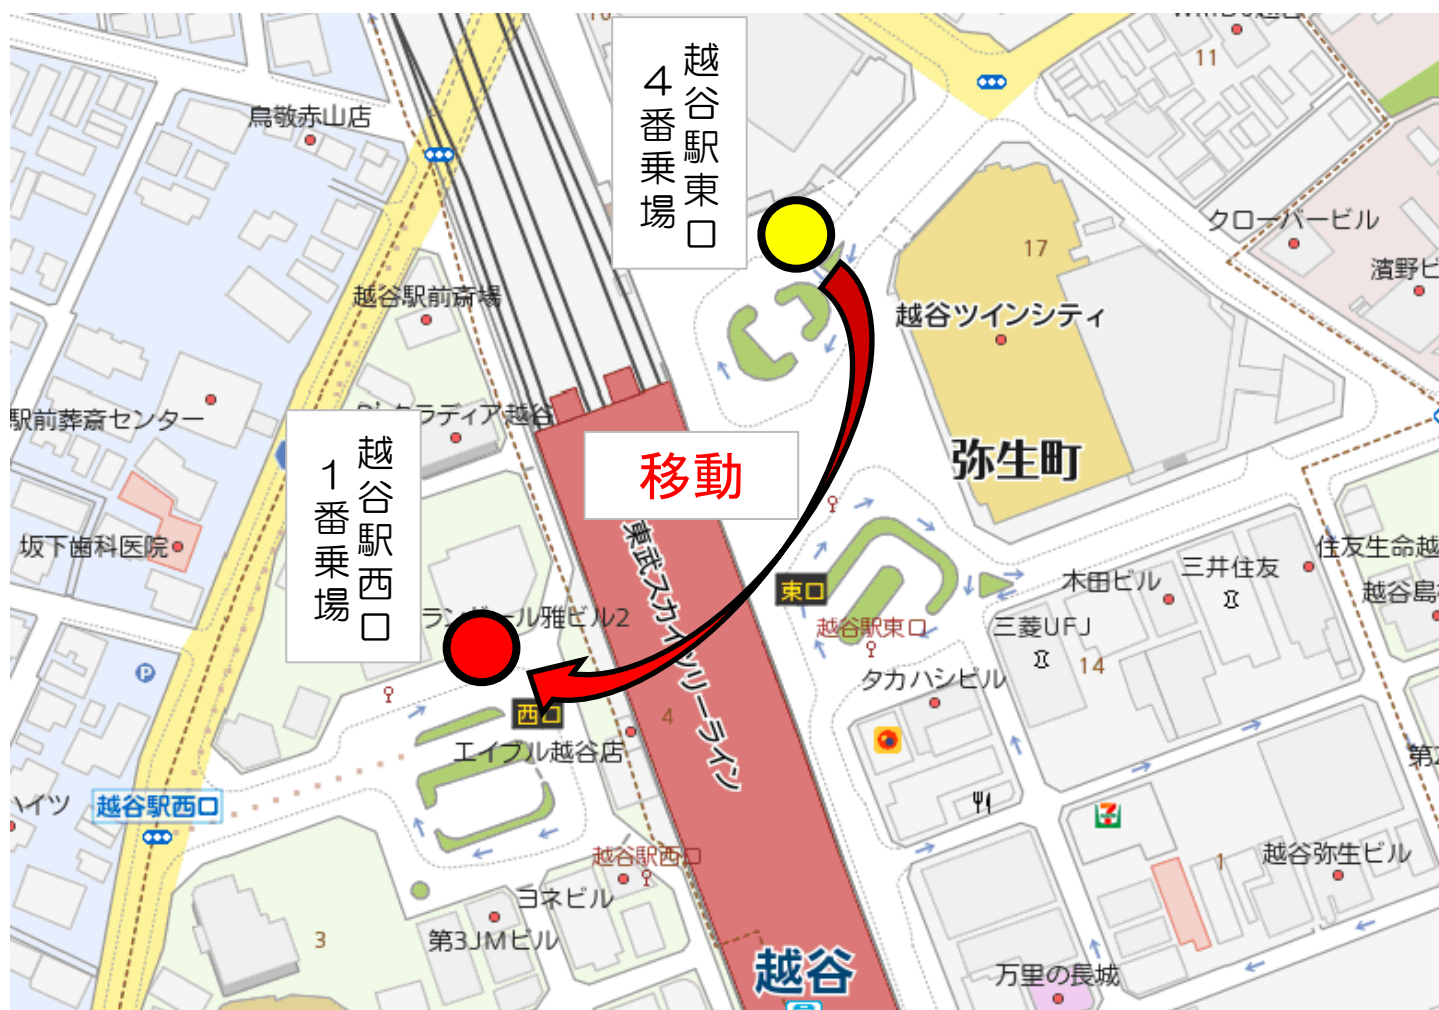 越谷駅東口
4番乗場
11
鳥敬赤山店
クローバービル
17
越谷駅前斎場
越谷ツインシティ
駅前葬斎センター
越谷駅西口
1番乗場
移動
弥生町
坂下歯科医院
東武スカイツリーライン
東口
木田ビル
三井住友
住友生命越
越谷島
三菱UFJ
14
越谷駅東口
タカハシビル
P
西口
4
エイブル越谷店
ハイツ
越谷駅西口
越谷駅西口
7
1
越谷弥生ビル
ヨネビル
第3JMビル
3
越谷
万里の長城